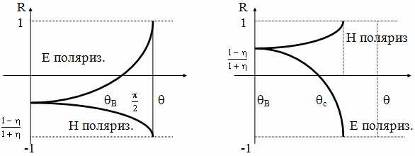 R
1
E поляриз.
θB
π/2
θ
1 - η
1 + η
H поляриз.
-1
R
1
H поляриз
1 - η
1 + η
θB
θc
θ
E поляриз
-1